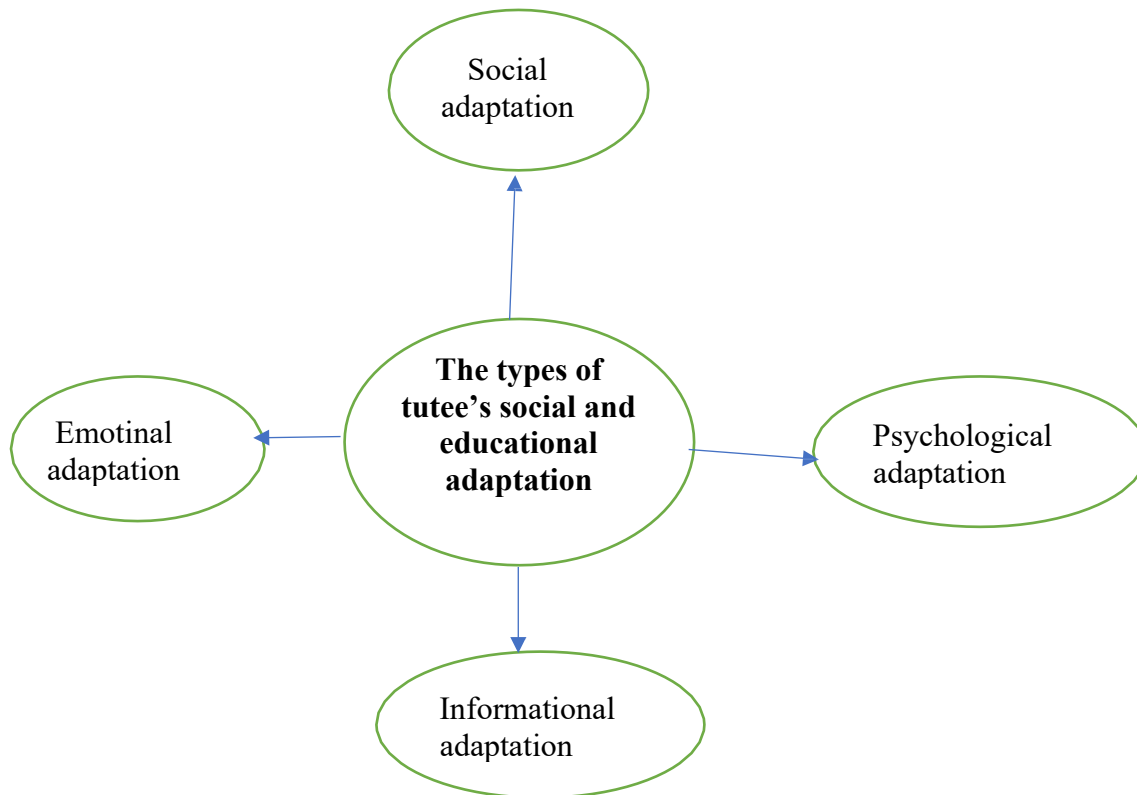 Social
adaptation
The types of
tutee’s social and
educational
adaptation
Emotinal
adaptation
Psychological
adaptation
Informational
adaptation